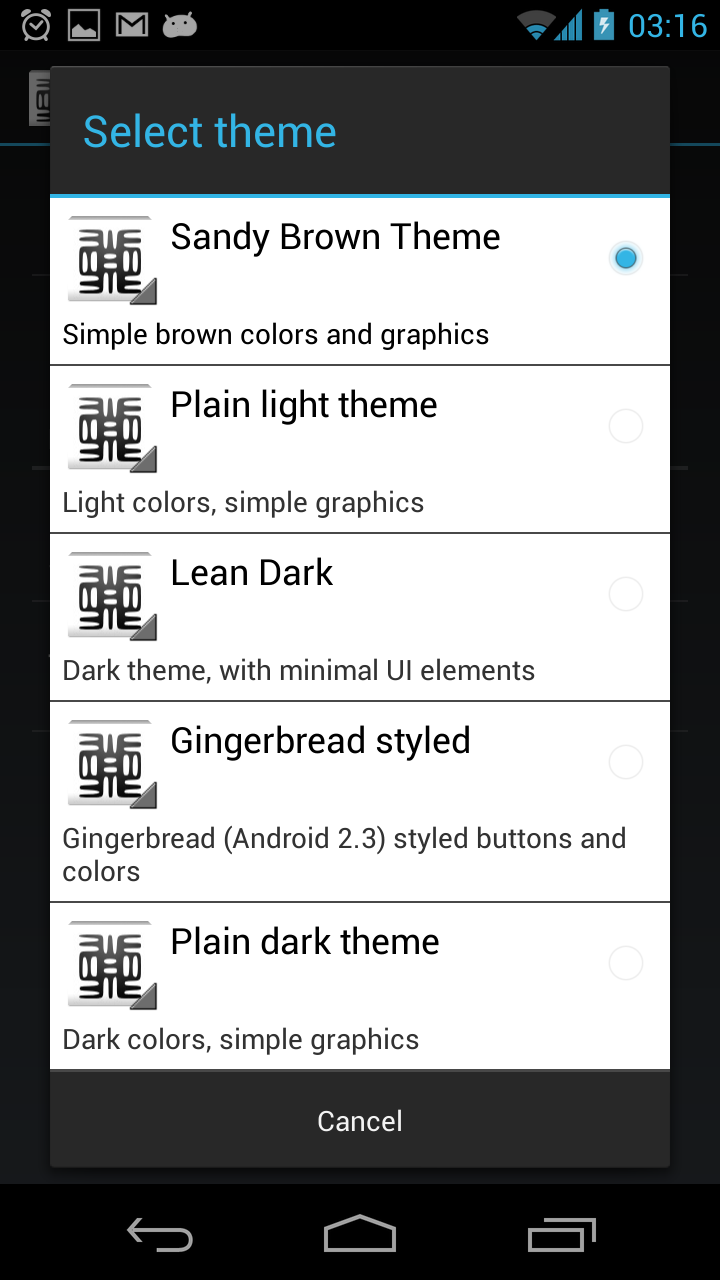 03:16
Select theme
Sandy Brown Theme
Simple brown colors and graphics
Plain light theme
Light colors, simple graphics
Lean Dark
Dark theme, with minimal UI elements
Gingerbread styled
Gingerbread (Android 2.3) styled buttons and
colors
Plain dark theme
Dark colors, simple graphics
Cancel